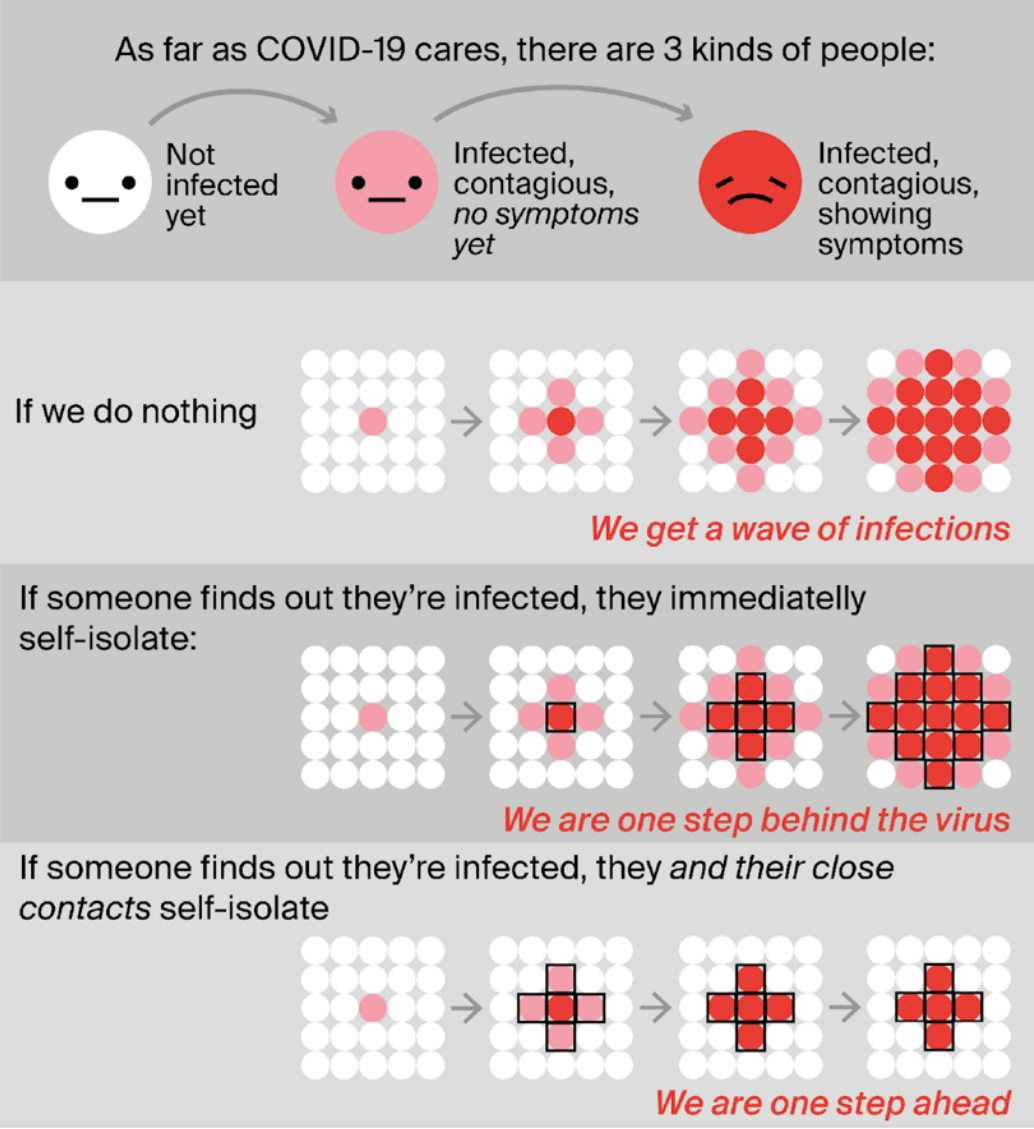 As far as COVID-19 cares, there are 3 kinds of people:
Not
infected
yet
Infected,
contagious,
no symptoms
yet
Infected,
contagious,
showing
symptoms
If we do nothing
We get a wave of infections
If someone finds out they’re infected, they immediatelly
self-isolate:
We are one step behind the virus
If someone finds out they’re infected, they and their close
contacts self-isolate
We are one step ahead